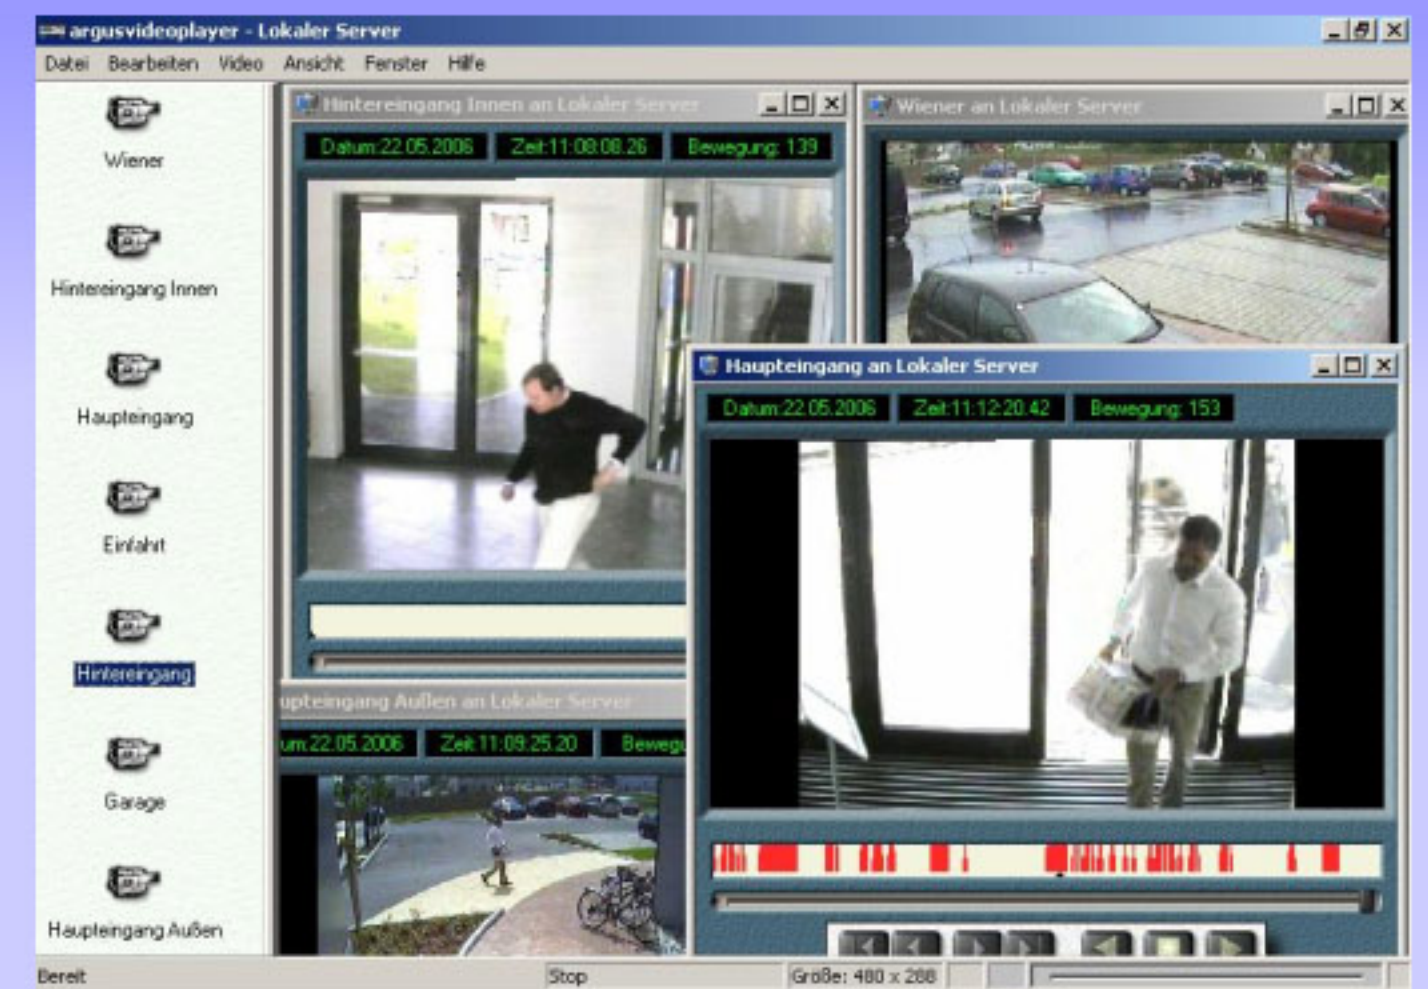 argusvideoplayer - Lokaler Server
Datei Bearbeiten Video Ansicht Fenster Hilfe
Wiener
Hintereingang Innen
Haupteingang
Einfahrt
Hintereingang
Garage
Haupteingang Außen
Hintereingang Innen an Lokaler Server
Datum:22.05.2006 Zeit:11:08:08.26 Bewegung: 139
Wiener an Lokaler Server
Haupteingang an Lokaler Server
Datum:22.05.2006 Zeit:11:12:20.42 Bewegung: 153
upteingang Außen an Lokaler Server
um:22.05.2006 Zeit:11:09:25.20 Bewegu
Bereit Stop Größe: 480 x 288